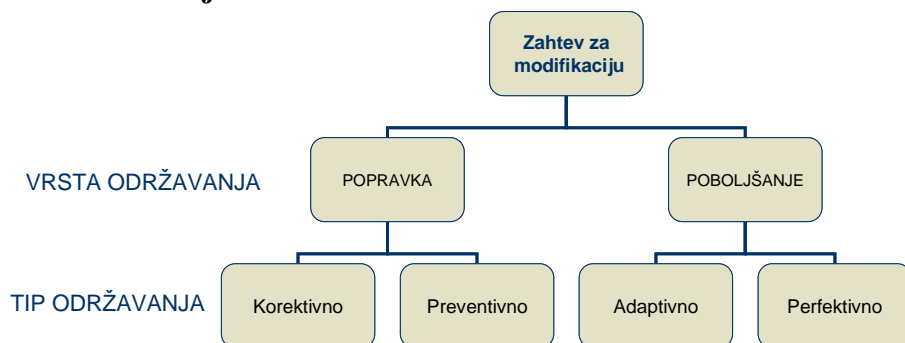 Zahtev za
modifikaciju
VRSTA ODRŽAVANJA
POPRAVKA
POBOLJŠANJE
TIP ODRŽAVANJA
Korektivno
Preventivno
Adaptivno
Perfektivno